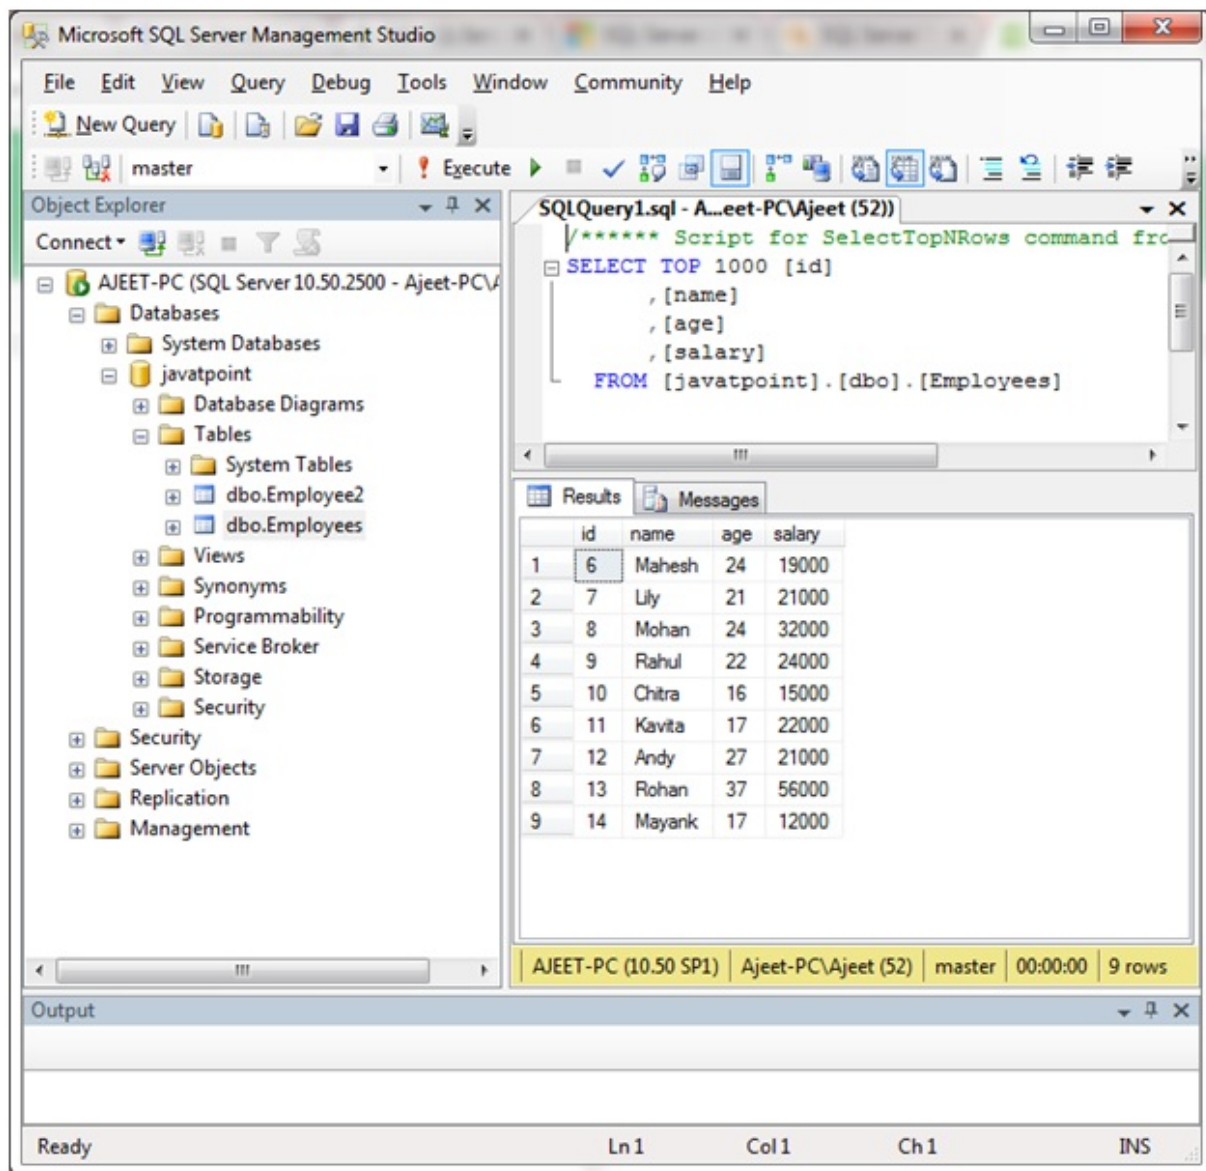 Microsoft SQL Server Management Studio
File Edit View Query Debug Tools Window Community Help
New Query
master Execute
Object Explorer
Connect
AJEET-PC (SQL Server 10.50.2500 - Ajeet-PC\A
Databases
System Databases
javatpoint
Database Diagrams
Tables
System Tables
dbo.Employee2
dbo.Employees
Views
Synonyms
Programmability
Service Broker
Storage
Security
Security
Server Objects
Replication
Management
SQLQuery1.sql - A...eet-PC\Ajeet (52))
/****** Script for SelectTopNRows command fro
SELECT TOP 1000 [id]
,[name]
,[age]
,[salary]
FROM [javatpoint].[dbo].[Employees]
Results Messages
id name age salary
1 6 Mahesh 24 19000
2 7 Lily 21 21000
3 8 Mohan 24 32000
4 9 Rahul 22 24000
5 10 Chitra 16 15000
6 11 Kavita 17 22000
7 12 Andy 27 21000
8 13 Rohan 37 56000
9 14 Mayank 17 12000
AJEET-PC (10.50 SP1) Ajeet-PC\Ajeet (52) master 00:00:00 9 rows
Output
Ready Ln 1 Col 1 Ch 1 INS